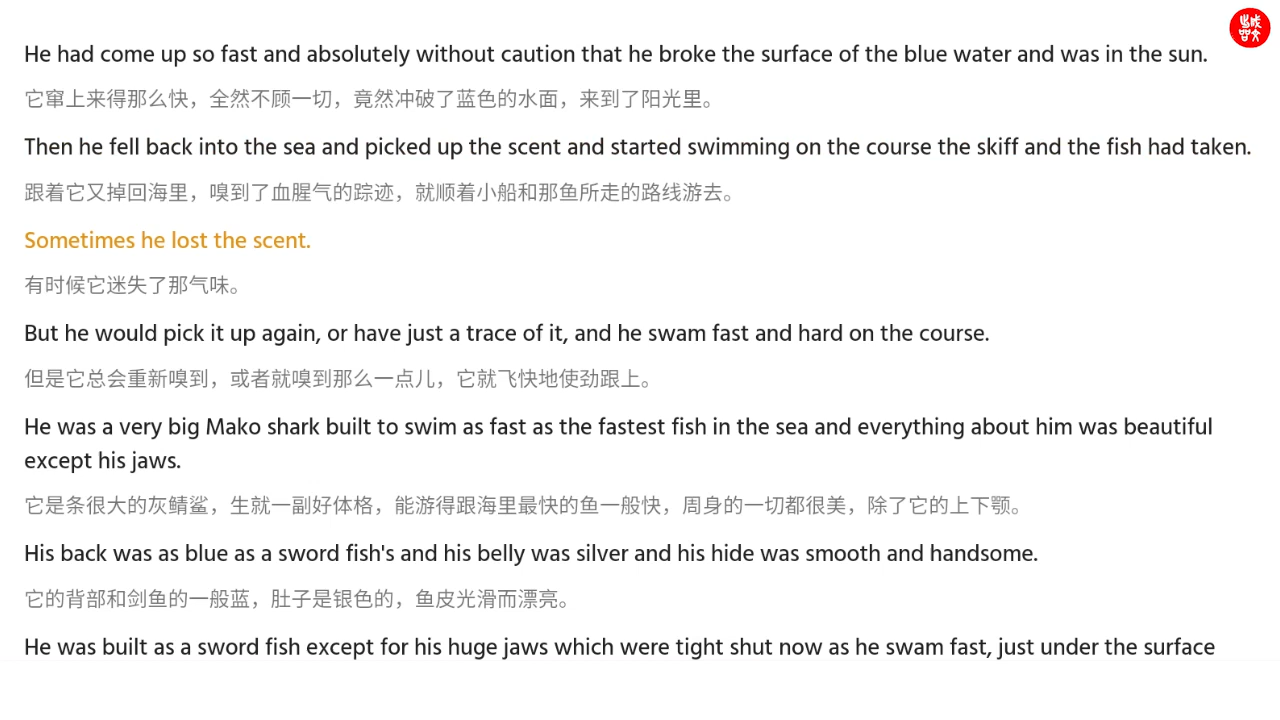 He had come up so fast and absolutely without caution that he broke the surface of the blue water and was in the sun.
它窜上来得那么快，全然不顾一切，竟然冲破了蓝色的水面，来到了阳光里。
Then he fell back into the sea and picked up the scent and started swimming on the course the skiff and the fish had taken.
跟着它又掉回海里，嗅到了血腥气的踪迹，就顺着小船和那鱼所走的路线游去。
Sometimes he lost the scent.
有时候它迷失了那气味。
But he would pick it up again, or have just a trace of it, and he swam fast and hard on the course.
但是它总会重新嗅到，或者就嗅到那么一点儿，它就飞快地使劲跟上。
He was a very big Mako shark built to swim as fast as the fastest fish in the sea and everything about him was beautiful
except his jaws.
它是条很大的灰鲭鲨，生就一副好体格，能游得跟海里最快的鱼一般快，周身的一切都很美，除了它的上下颚。
His back was as blue as a sword fish's and his belly was silver and his hide was smooth and handsome.
它的背部和剑鱼的一般蓝，肚子是银色的，鱼皮光滑而漂亮。
He was built as a sword fish except for his huge jaws which were tight shut now as he swam fast, just under the surface